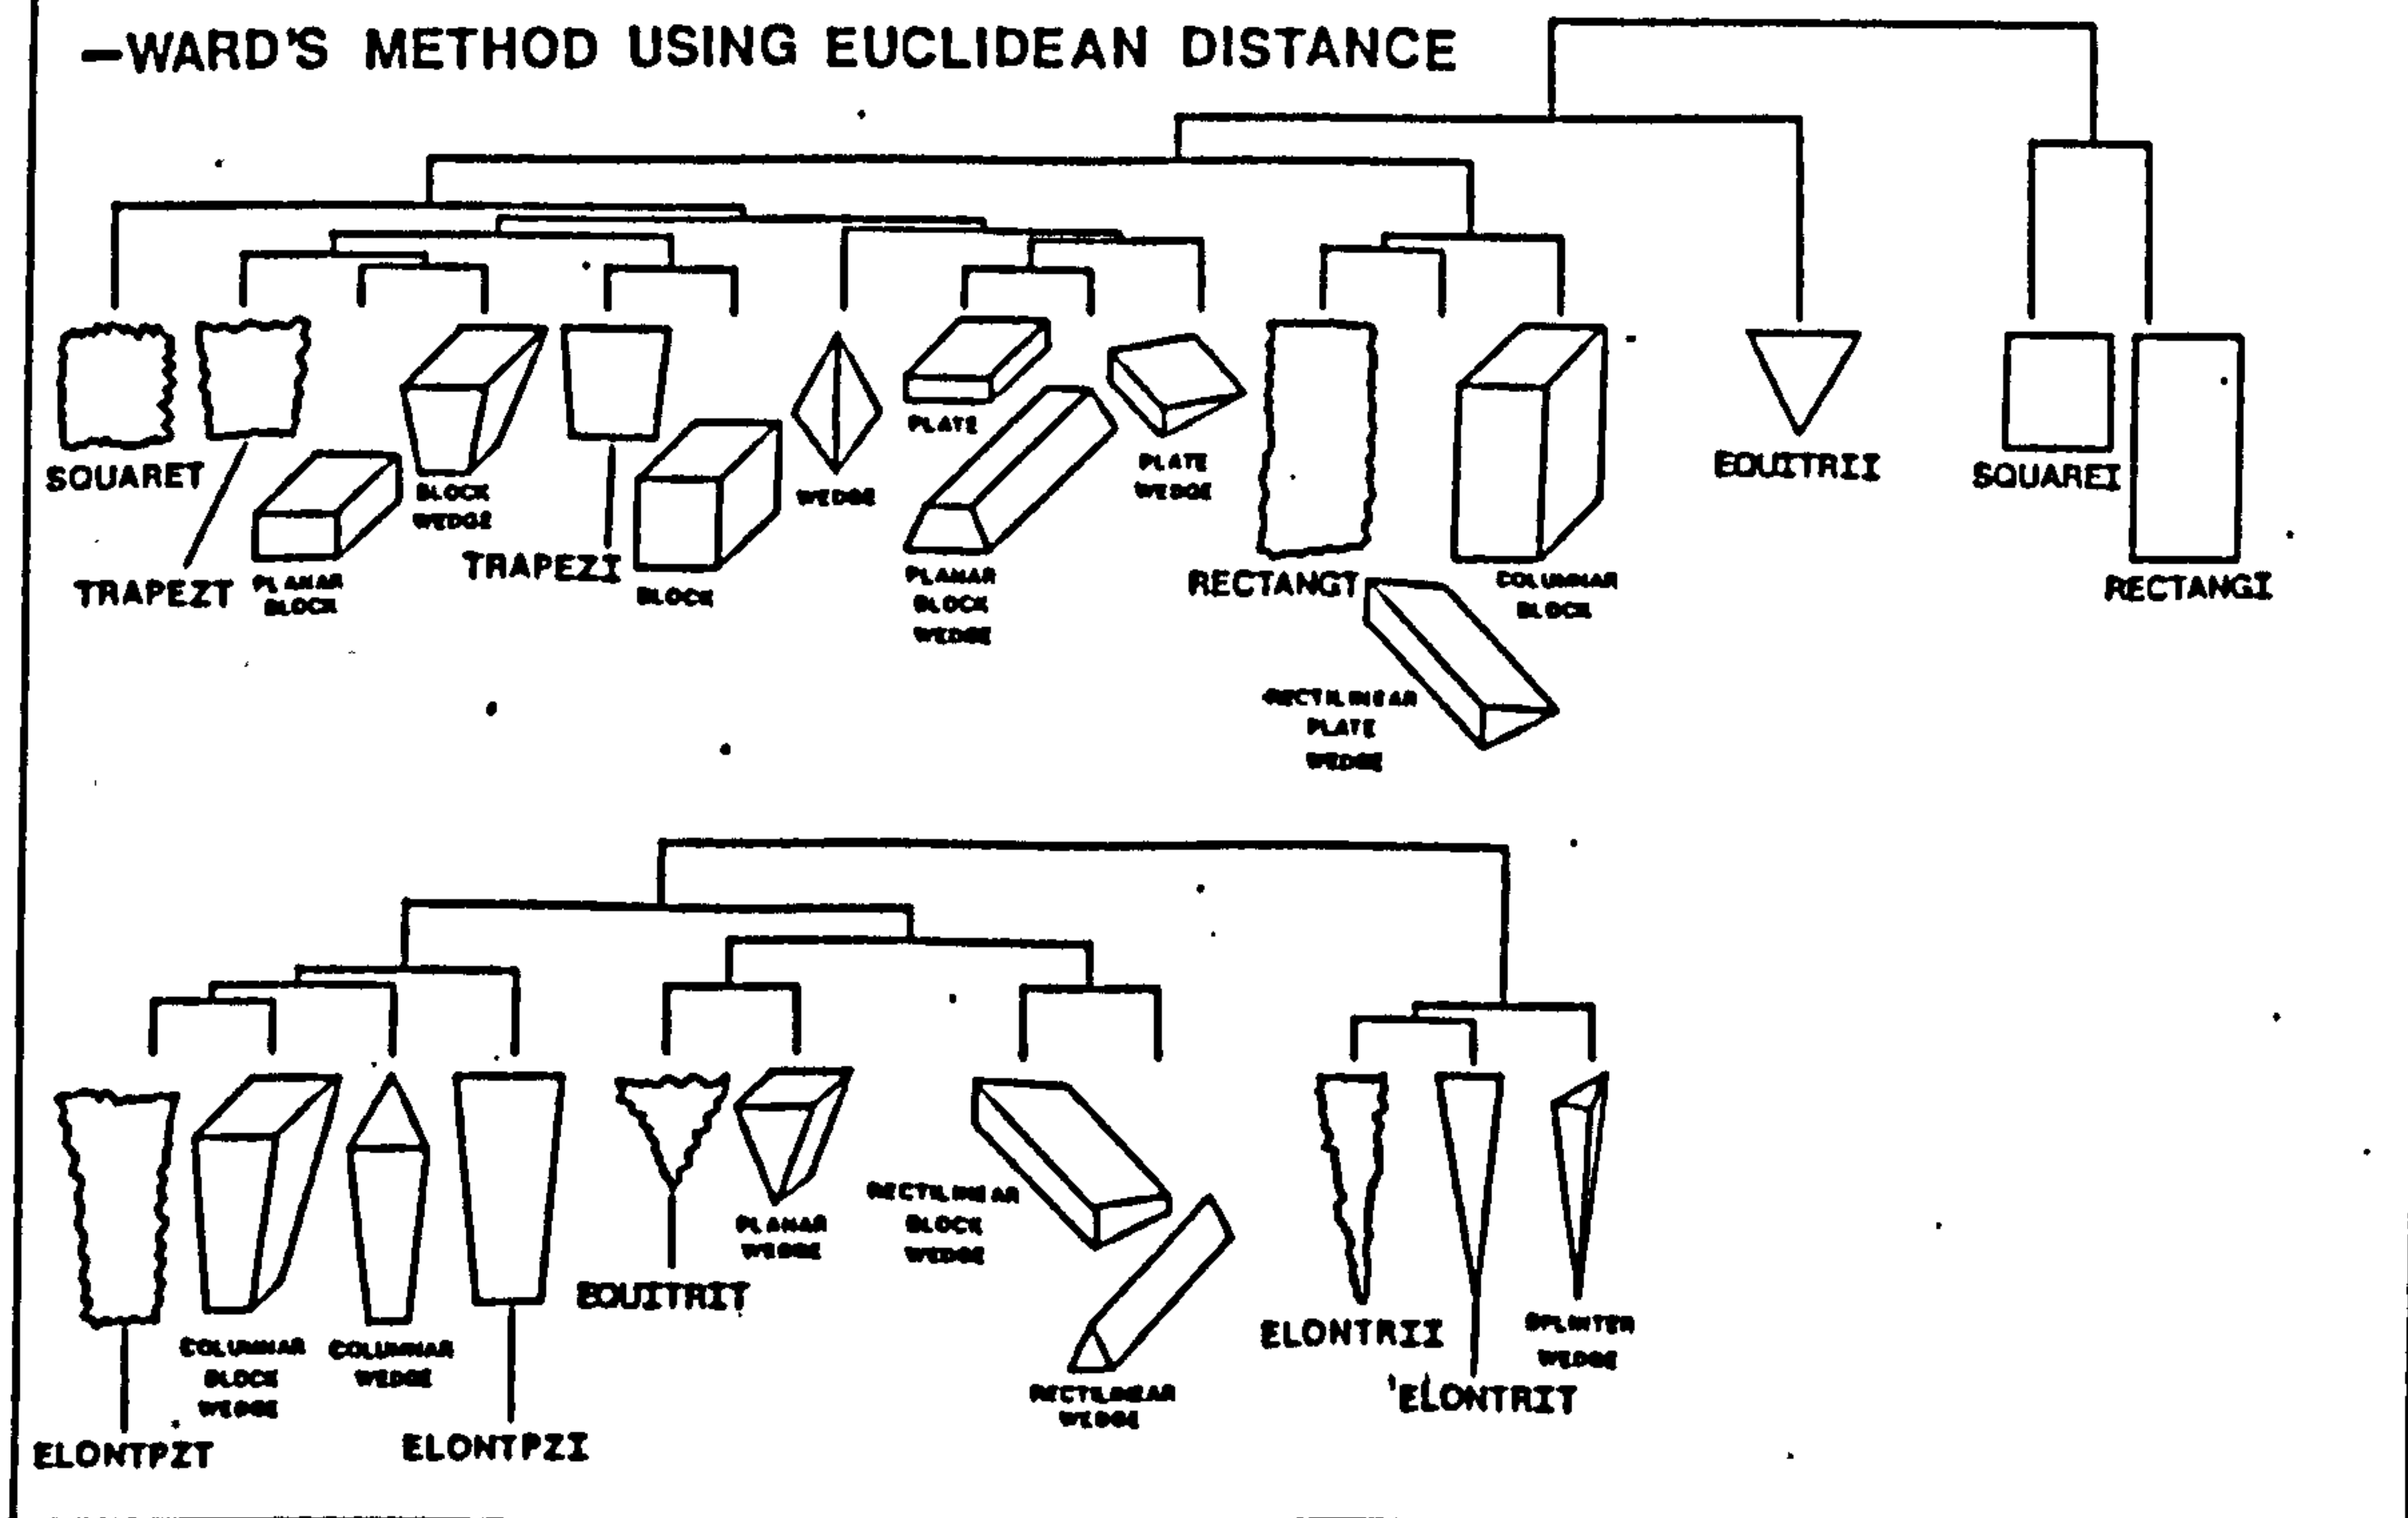 —WARD'S METHOD USING EUCLIDEAN DISTANCE
SQUARET
TRAPEZT
PLANAR
BLOCK
BLOCK
WEDGE
TRAPEZI
BLOCK
WEDGE
PLATE
PLANAR
BLOCK
WEDGE
PLATE
WEDGE
RECTANGT
RECTILINEAR
PLATE
WEDGE
COLUMNAR
BLOCK
EQUITRII
SQUAREI
RECTANGI
ELONTPZT
COLUMNAR
BLOCK
WEDGE
COLUMNAR
WEDGE
ELONTPZI
EQUITRIT
PLANAR
WEDGE
RECTILINEAR
BLOCK
WEDGE
RECTILINEAR
WEDGE
ELONTRII
ELONTRIT
SPLINTER
WEDGE